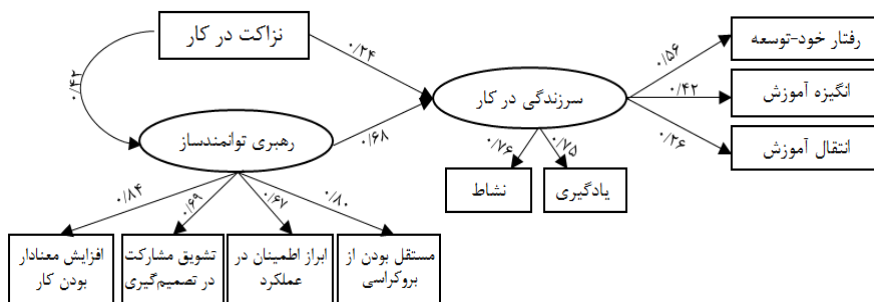 نزاکت در کار
رفتار خود-توسعه
۰/۲۴
۰/۵۶
۰/۴۲
سرزندگی در کار
۰/۴۲
انگیزه آموزش
رهبری توانمندساز
۰/۶۸
۰/۲۶
انتقال آموزش
۰/۷۶
۰/۷۵
نشاط
یادگیری
۰/۸۴
۰/۶۹
۰/۶۷
۰/۸۰
افزایش معنادار
بودن کار
تشویق مشارکت
در تصمیم‌گیری
ابراز اطمینان در
عملکرد
مستقل بودن از
بروکراسی